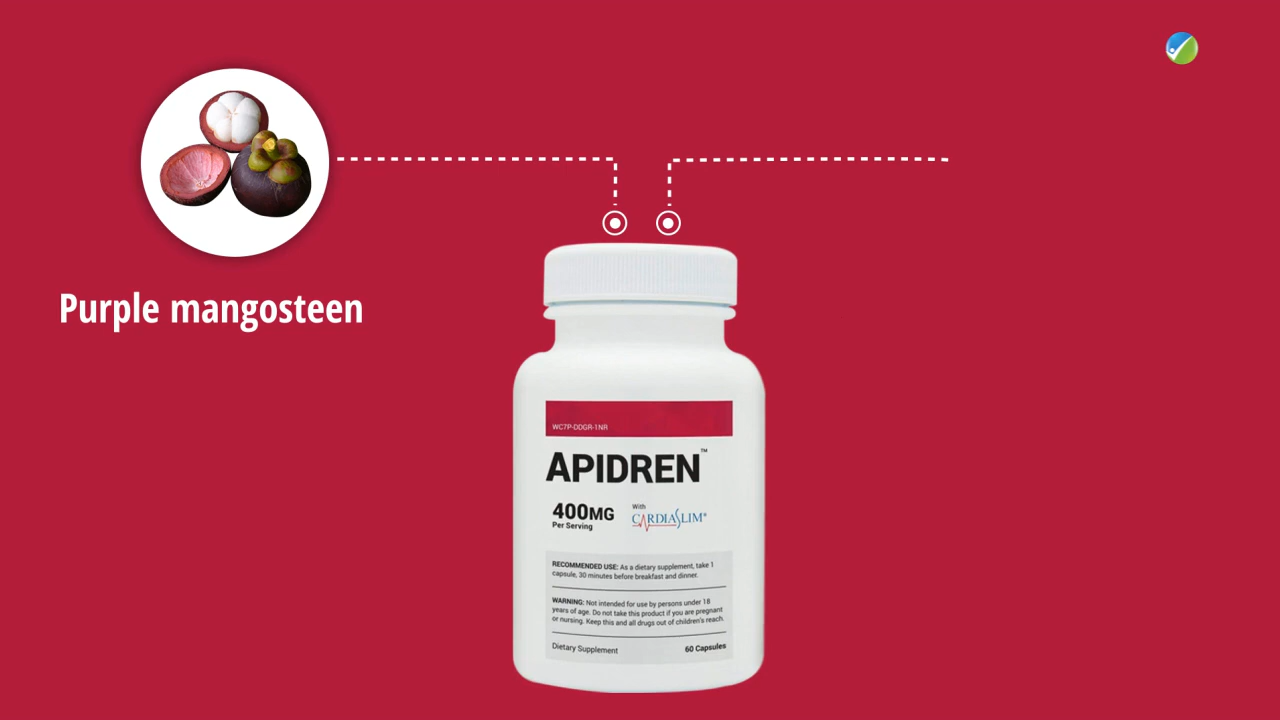 Purple mangosteen
WC7P-DDGR-1NR
APIDREN™
400MG
Per Serving
With
CARDIASLIM®
RECOMMENDED USE: As a dietary supplement, take 1
capsule, 30 minutes before breakfast and dinner.
WARNING: Not intended for use by persons under 18
years of age. Do not take this product if you are pregnant
or nursing. Keep this and all drugs out of children's reach.
Dietary Supplement
60 Capsules